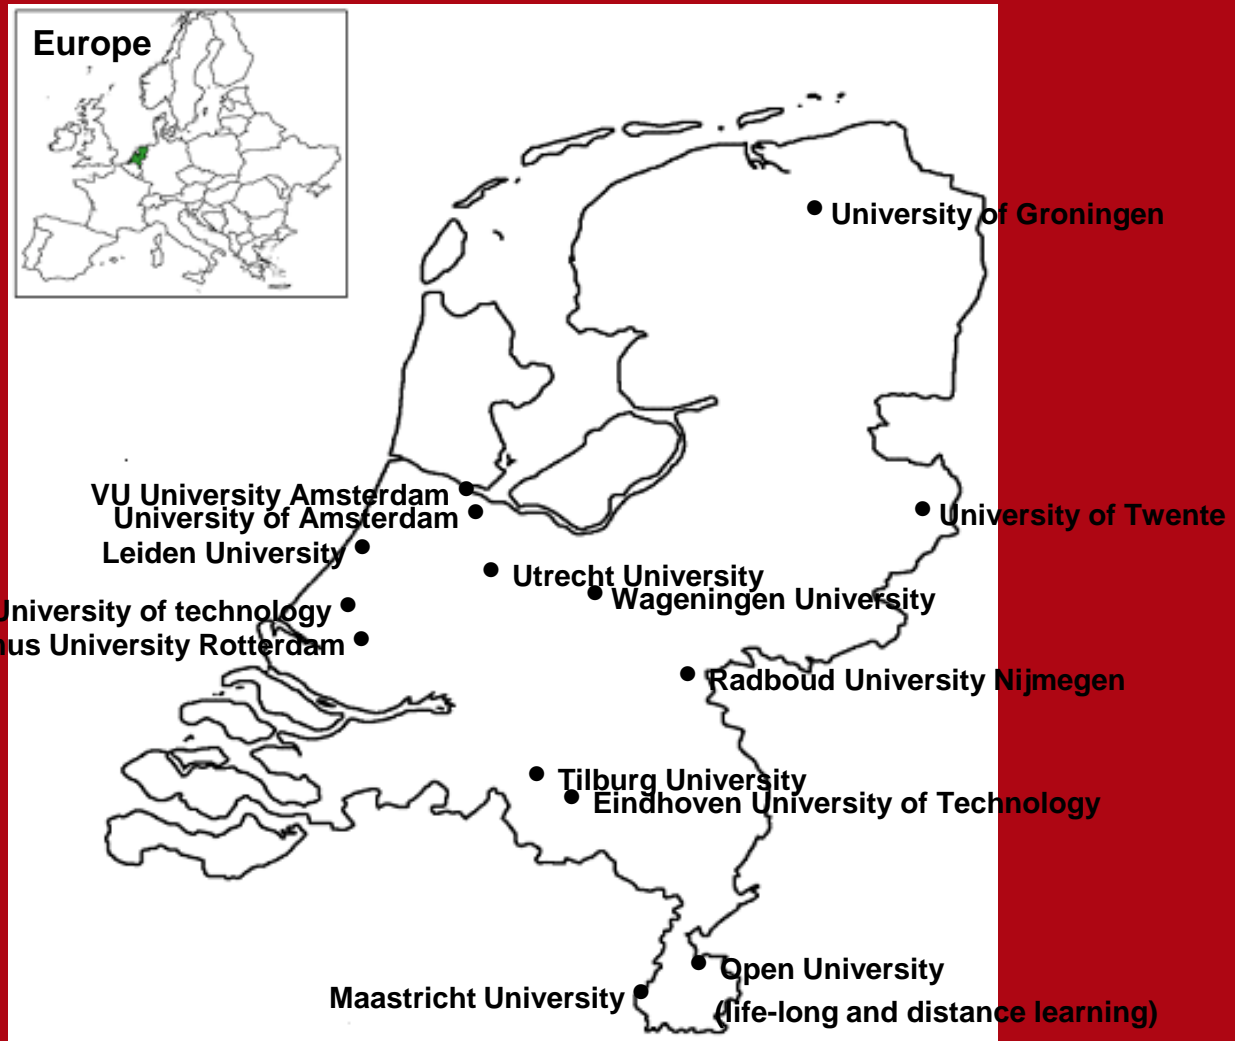 Europe
University of Groningen
VU University Amsterdam
University of Amsterdam
University of Twente
Leiden University
Utrecht University
Wageningen University
University of technology
us University Rotterdam
Radboud University Nijmegen
Tilburg University
Eindhoven University of Technology
Open University
Maastricht University
(life-long and distance learning)